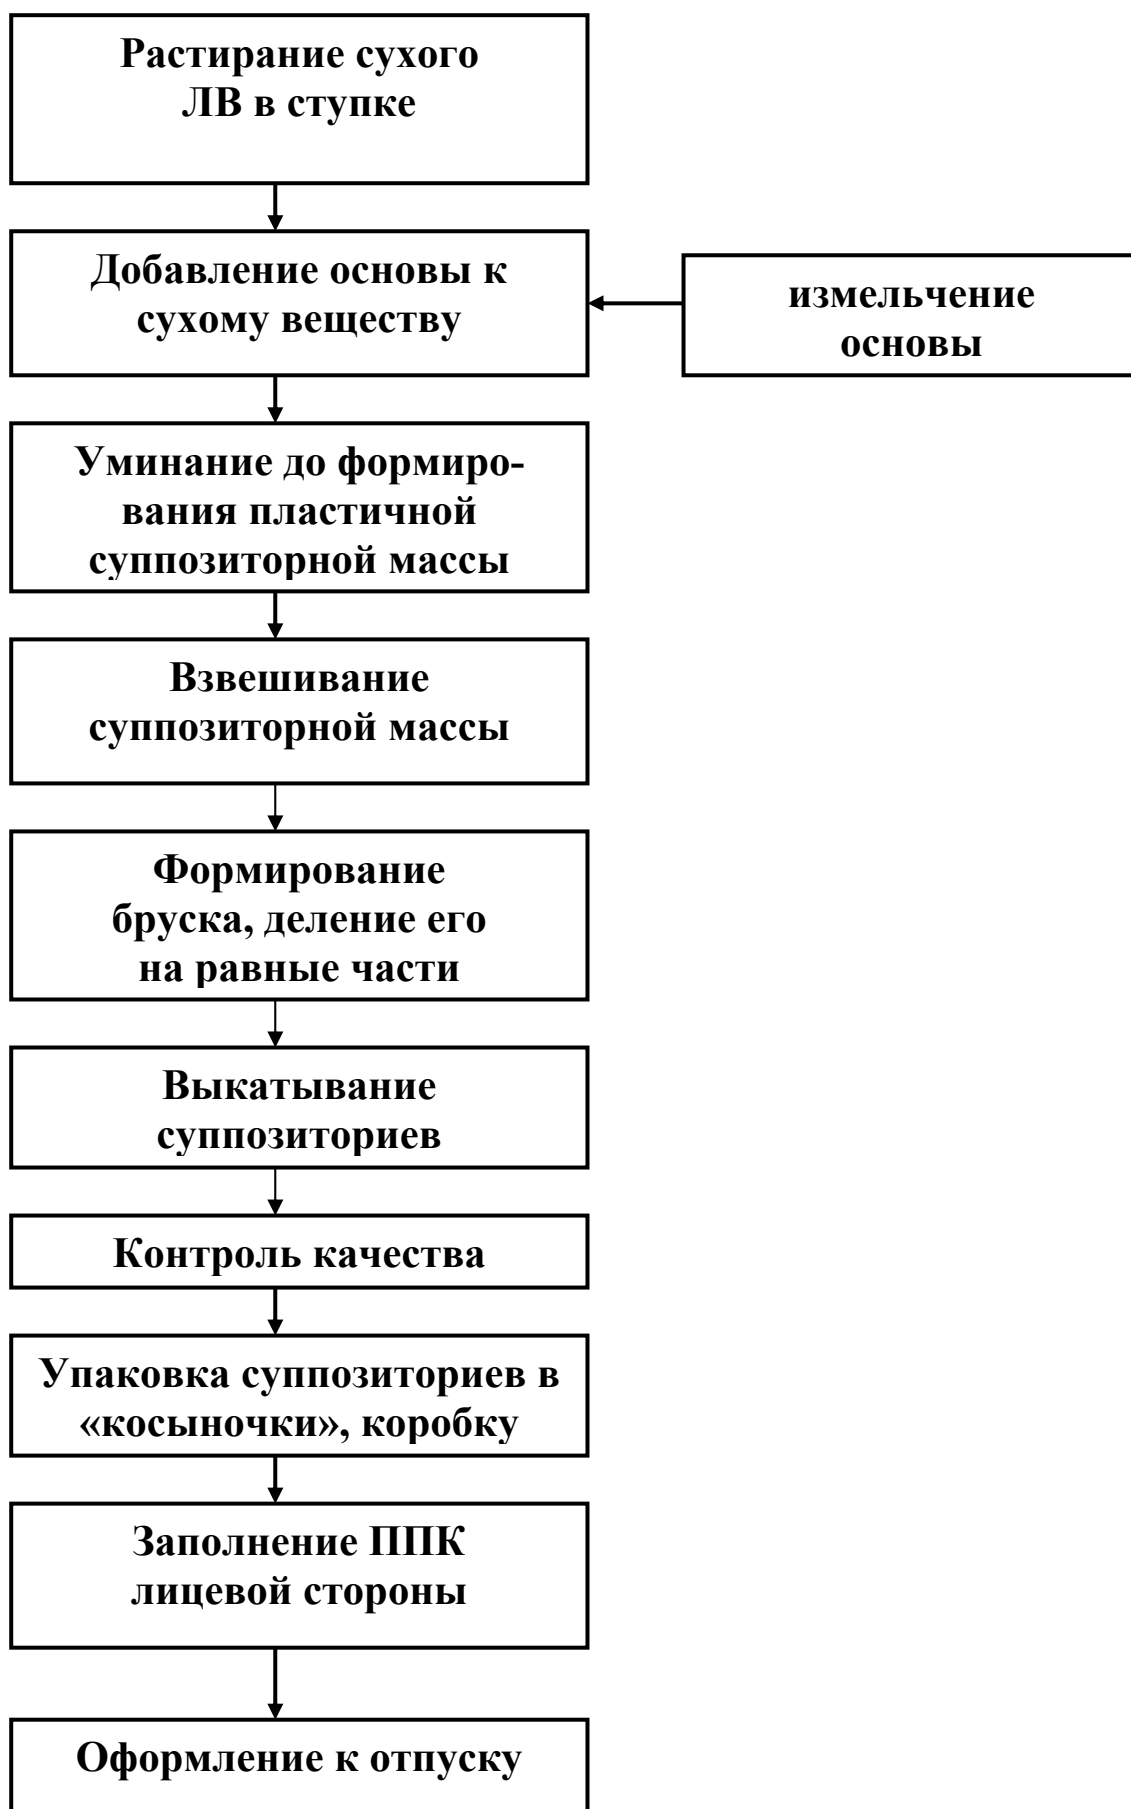 Растирание сухого
ЛВ в ступке
Добавление основы к
сухому веществу
измельчение
основы
Уминание до формиро-
вания пластичной
суппозиторной массы
Взвешивание
суппозиторной массы
Формирование
бруска, деление его
на равные части
Выкатывание
суппозиториев
Контроль качества
Упаковка суппозиториев в
«косыночки», коробку
Заполнение ППК
лицевой стороны
Оформление к отпуску